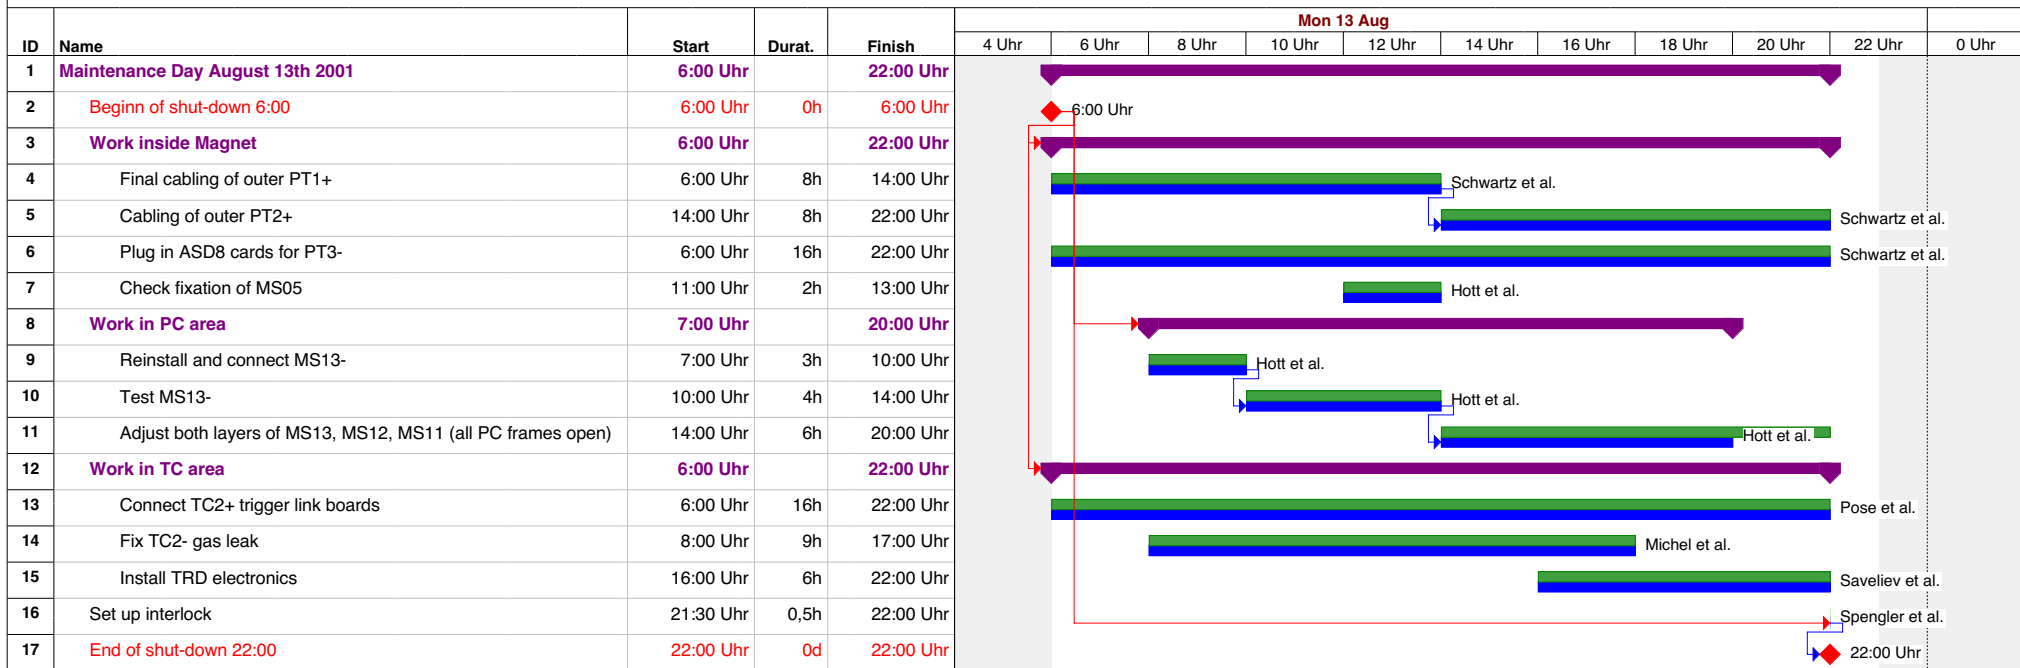 Mon 13 Aug
ID Name Start Durat. Finish 4 Uhr 6 Uhr 8 Uhr 10 Uhr 12 Uhr 14 Uhr 16 Uhr 18 Uhr 20 Uhr 22 Uhr 0 Uhr
1 Maintenance Day August 13th 2001 6:00 Uhr 22:00 Uhr
2 Beginn of shut-down 6:00 6:00 Uhr 0h 6:00 Uhr 6:00 Uhr
3 Work inside Magnet 6:00 Uhr 22:00 Uhr
4 Final cabling of outer PT1+ 6:00 Uhr 8h 14:00 Uhr Schwartz et al.
5 Cabling of outer PT2+ 14:00 Uhr 8h 22:00 Uhr Schwartz et al.
6 Plug in ASD8 cards for PT3- 6:00 Uhr 16h 22:00 Uhr Schwartz et al.
7 Check fixation of MS05 11:00 Uhr 2h 13:00 Uhr Hott et al.
8 Work in PC area 7:00 Uhr 20:00 Uhr
9 Reinstall and connect MS13- 7:00 Uhr 3h 10:00 Uhr Hott et al.
10 Test MS13- 10:00 Uhr 4h 14:00 Uhr Hott et al.
11 Adjust both layers of MS13, MS12, MS11 (all PC frames open) 14:00 Uhr 6h 20:00 Uhr Hott et al.
12 Work in TC area 6:00 Uhr 22:00 Uhr
13 Connect TC2+ trigger link boards 6:00 Uhr 16h 22:00 Uhr Pose et al.
14 Fix TC2- gas leak 8:00 Uhr 9h 17:00 Uhr Michel et al.
15 Install TRD electronics 16:00 Uhr 6h 22:00 Uhr Saveliev et al.
16 Set up interlock 21:30 Uhr 0,5h 22:00 Uhr Spengler et al.
17 End of shut-down 22:00 22:00 Uhr 0d 22:00 Uhr 22:00 Uhr